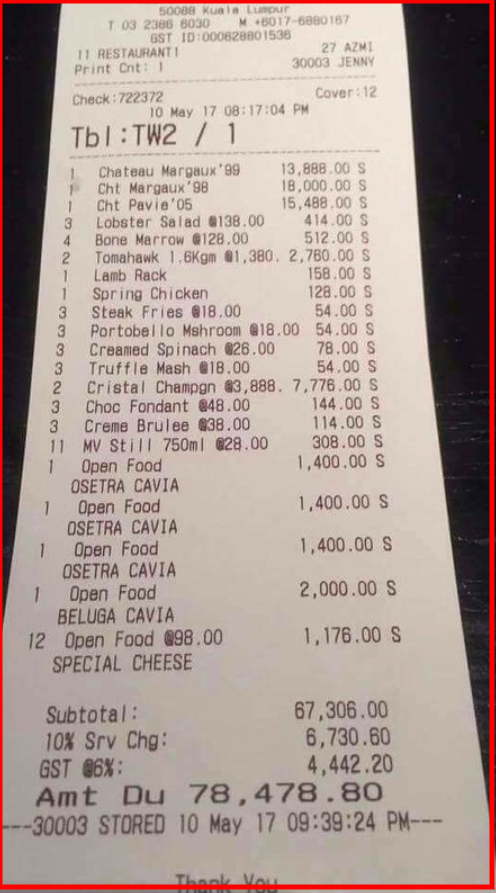 50088 Kuala Lumpur
T 03 2386 6030 M +6017-6880167
GST ID:000628801536
11 RESTAURANT1 27 AZMI
Print Cnt: 1 30003 JENNY
Check:722372 Cover:12
10 May 17 08:17:04 PM
Tbl:TW2 / 1
1 Chateau Margaux'99 13,888.00 S
1 Cht Margaux'98 18,000.00 S
1 Cht Pavie'05 15,488.00 S
3 Lobster Salad @138.00 414.00 S
4 Bone Marrow @128.00 512.00 S
2 Tomahawk 1.6Kgm @1,380. 2,760.00 S
1 Lamb Rack 158.00 S
1 Spring Chicken 128.00 S
3 Steak Fries @18.00 54.00 S
3 Portobello Mshroom @18.00 54.00 S
3 Creamed Spinach @26.00 78.00 S
3 Truffle Mash @18.00 54.00 S
2 Cristal Champgn @3,888. 7,776.00 S
3 Choc Fondant @48.00 144.00 S
3 Creme Brulee @38.00 114.00 S
11 MV Still 750ml @28.00 308.00 S
1 Open Food 1,400.00 S
OSETRA CAVIA
1 Open Food 1,400.00 S
OSETRA CAVIA
1 Open Food 1,400.00 S
OSETRA CAVIA
1 Open Food 2,000.00 S
BELUGA CAVIA
12 Open Food @98.00 1,176.00 S
SPECIAL CHEESE
Subtotal: 67,306.00
10% Srv Chg: 6,730.60
GST @6%: 4,442.20
Amt Du 78,478.80
---30003 STORED 10 May 17 09:39:24 PM---
Thank You